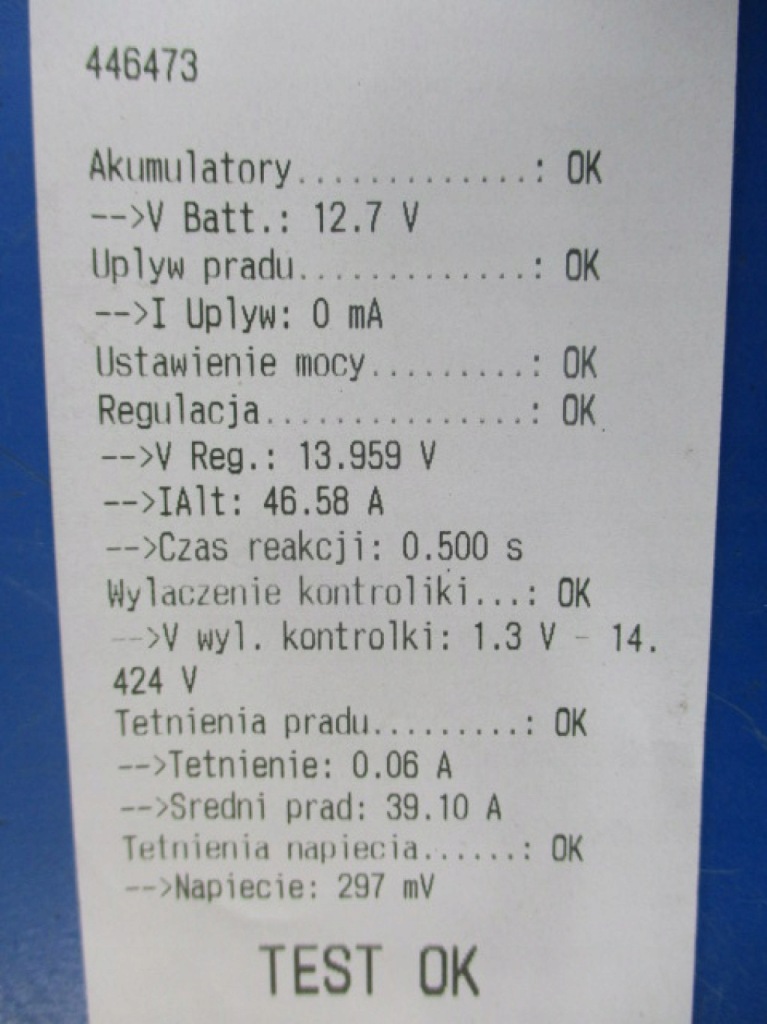 446473
Akumulatory.............: OK
-->V Batt.: 12.7 V
Uplyw pradu.............: OK
-->I Uplyw: 0 mA
Ustawienie mocy.........: OK
Regulacja...............: OK
-->V Reg.: 13.959 V
-->IAlt: 46.58 A
-->Czas reakcji: 0.500 s
Wylaczenie kontroliki...: OK
-->V wyl. kontrolki: 1.3 V - 14.
424 V
Tetnienia pradu.........: OK
-->Tetnienie: 0.06 A
-->Sredni prad: 39.10 A
Tetnienia napiecia......: OK
-->Napiecie: 297 mV
TEST OK